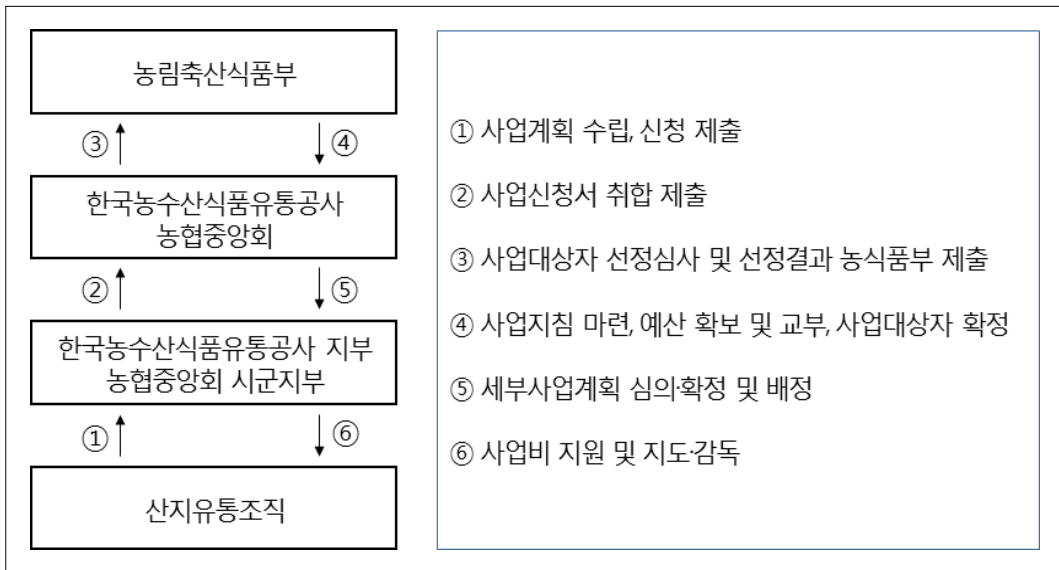 농림축산식품부
③
④
한국농수산식품유통공사
농협중앙회
②
⑤
한국농수산식품유통공사 지부
농협중앙회 시군지부
①
⑥
산지유통조직
① 사업계획 수립, 신청 제출
② 사업신청서 취합 제출
③ 사업대상자 선정심사 및 선정결과 농식품부 제출
④ 사업지침 마련, 예산 확보 및 교부, 사업대상자 확정
⑤ 세부사업계획 심의·확정 및 배정
⑥ 사업비 지원 및 지도·감독